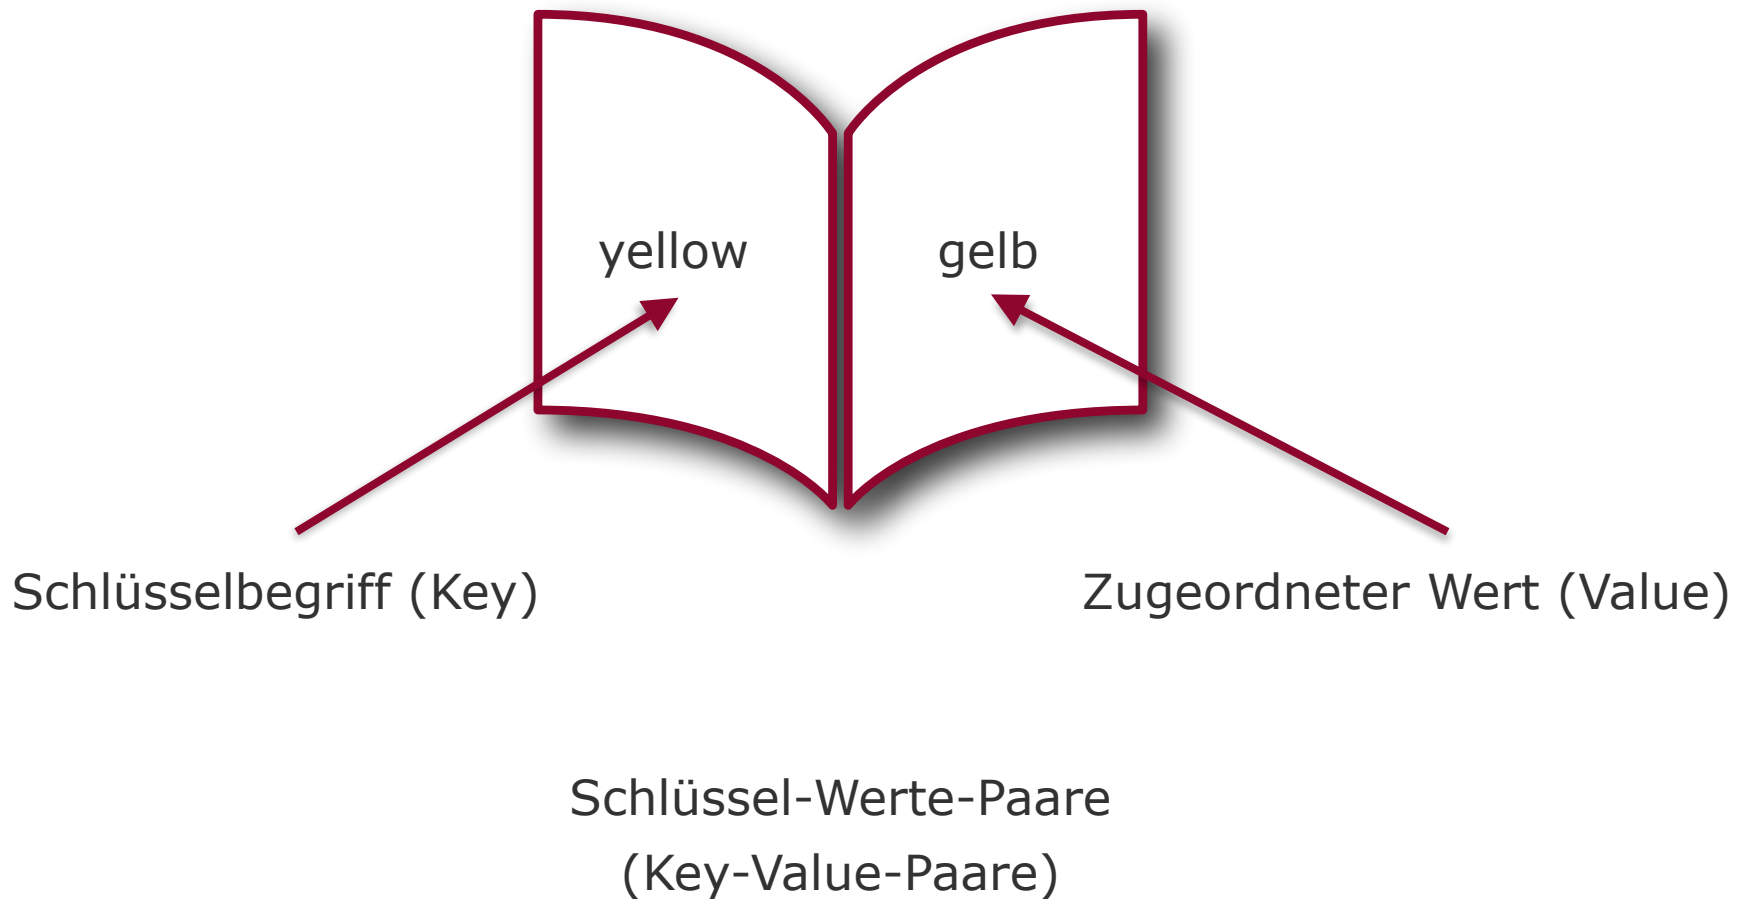 yellow
gelb
Schlüsselbegriff (Key)
Zugeordneter Wert (Value)
Schlüssel-Werte-Paare
(Key-Value-Paare)